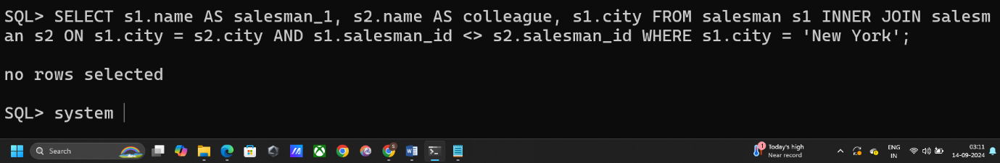 SQL> SELECT s1.name AS salesman_1, s2.name AS colleague, s1.city FROM salesman s1 INNER JOIN salesm
an s2 ON s1.city = s2.city AND s1.salesman_id <> s2.salesman_id WHERE s1.city = 'New York';
no rows selected
SQL> system
Search
S
W
1
Today's high
Near record
ENG
IN
03:11
14-09-2024